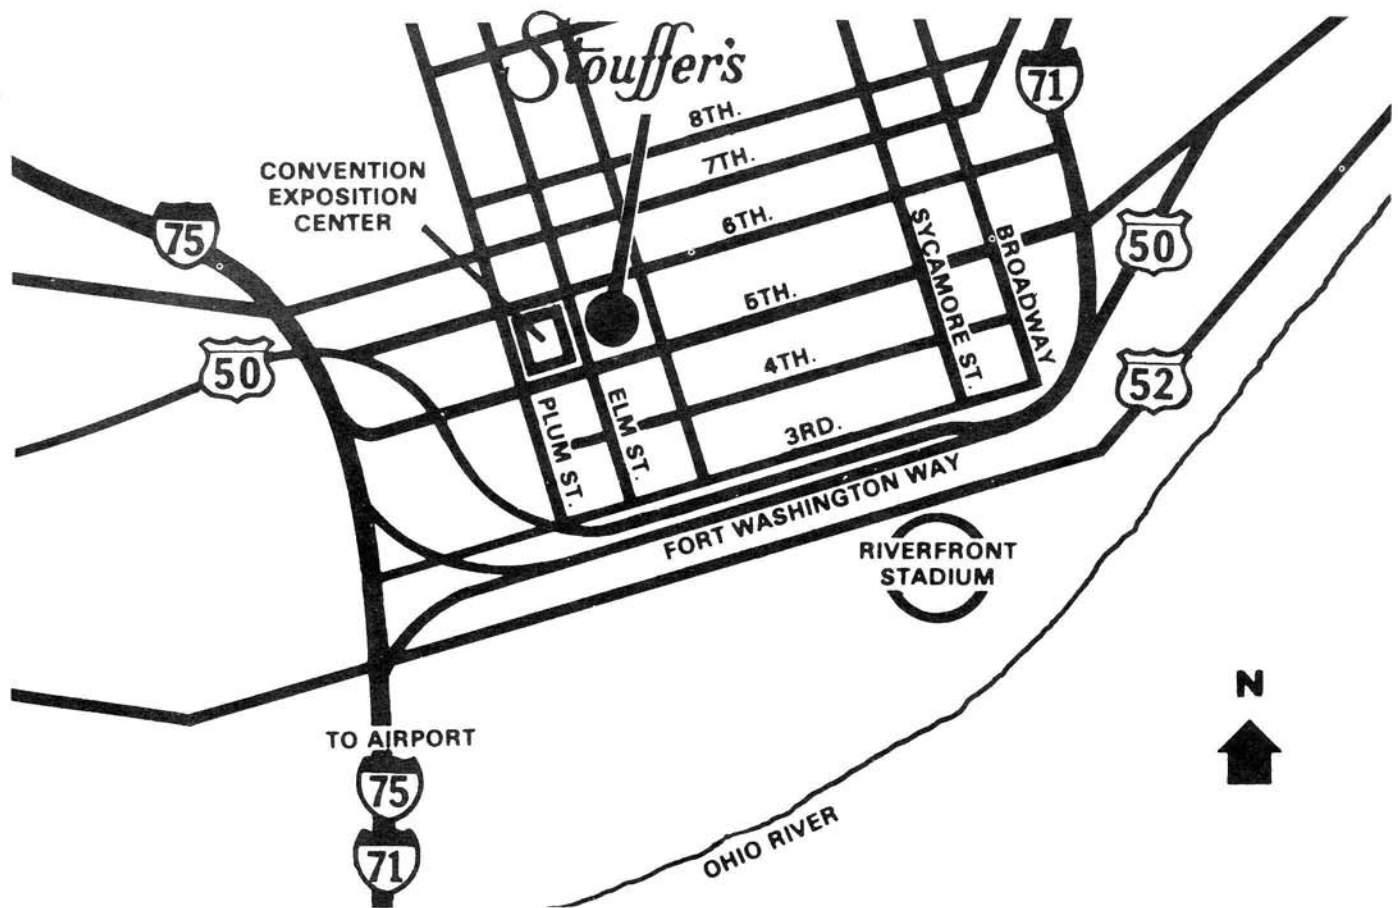 Stouffer's
71
8TH.
7TH.
CONVENTION
EXPOSITION
CENTER
75
6TH.
SYCAMORE ST.
BROADWAY
50
5TH.
50
4TH.
52
PLUM ST.
ELM ST.
3RD.
FORT WASHINGTON WAY
RIVERFRONT
STADIUM
N
TO AIRPORT
75
71
OHIO RIVER